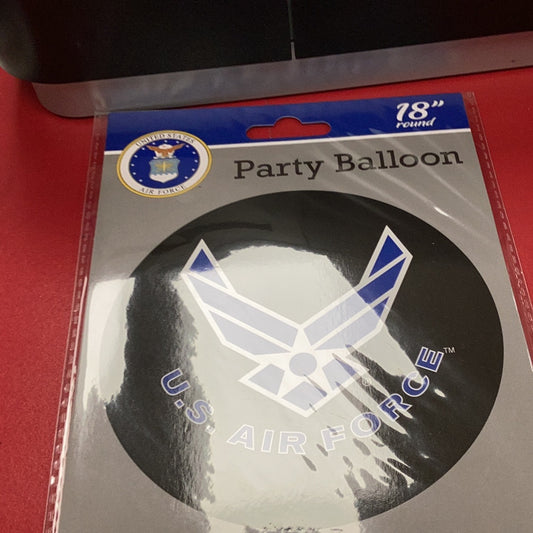 18"
round
UNITED STATES
AIR FORCE
Party Balloon
U.S. AIR FORCE™